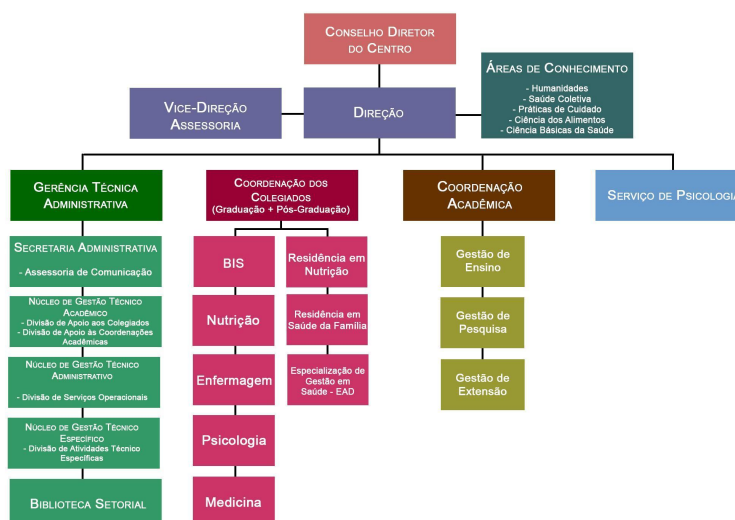 CONSELHO DIRETOR
DO CENTRO
VICE-DIREÇÃO
ASSESSORIA
DIREÇÃO
ÁREAS DE CONHECIMENTO
- Humanidades
- Saúde Coletiva
- Práticas de Cuidado
- Ciência dos Alimentos
- Ciência Básicas da Saúde
GERÊNCIA TÉCNICA
ADMINISTRATIVA
COORDENAÇÃO DOS
COLEGIADOS
(Graduação + Pós-Graduação)
COORDENAÇÃO
ACADÊMICA
SERVIÇO DE PSICOLOGIA
SECRETARIA ADMINISTRATIVA
- Assessoria de Comunicação
NÚCLEO DE GESTÃO TÉCNICO
ACADÊMICO
- Divisão de Apoio aos Colegiados
- Divisão de Apoio às Coordenações
Acadêmicas
NÚCLEO DE GESTÃO TÉCNICO
ADMINISTRATIVO
- Divisão de Serviços Operacionais
NÚCLEO DE GESTÃO TÉCNICO
ESPECÍFICO
- Divisão de Atividades Técnico
Específicas
BIBLIOTECA SETORIAL
BIS
Nutrição
Enfermagem
Psicologia
Medicina
Residência em
Nutrição
Residência em
Saúde da Família
Especialização de
Gestão em
Saúde - EAD
Gestão de
Ensino
Gestão de
Pesquisa
Gestão de
Extensão